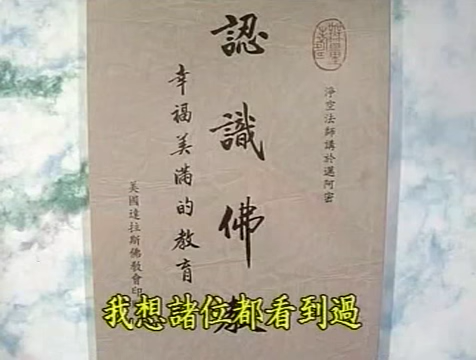 淨空法師講於邁阿密
認識佛教
幸福美滿的教育
美國達拉斯佛教會印
我想諸位都看到過